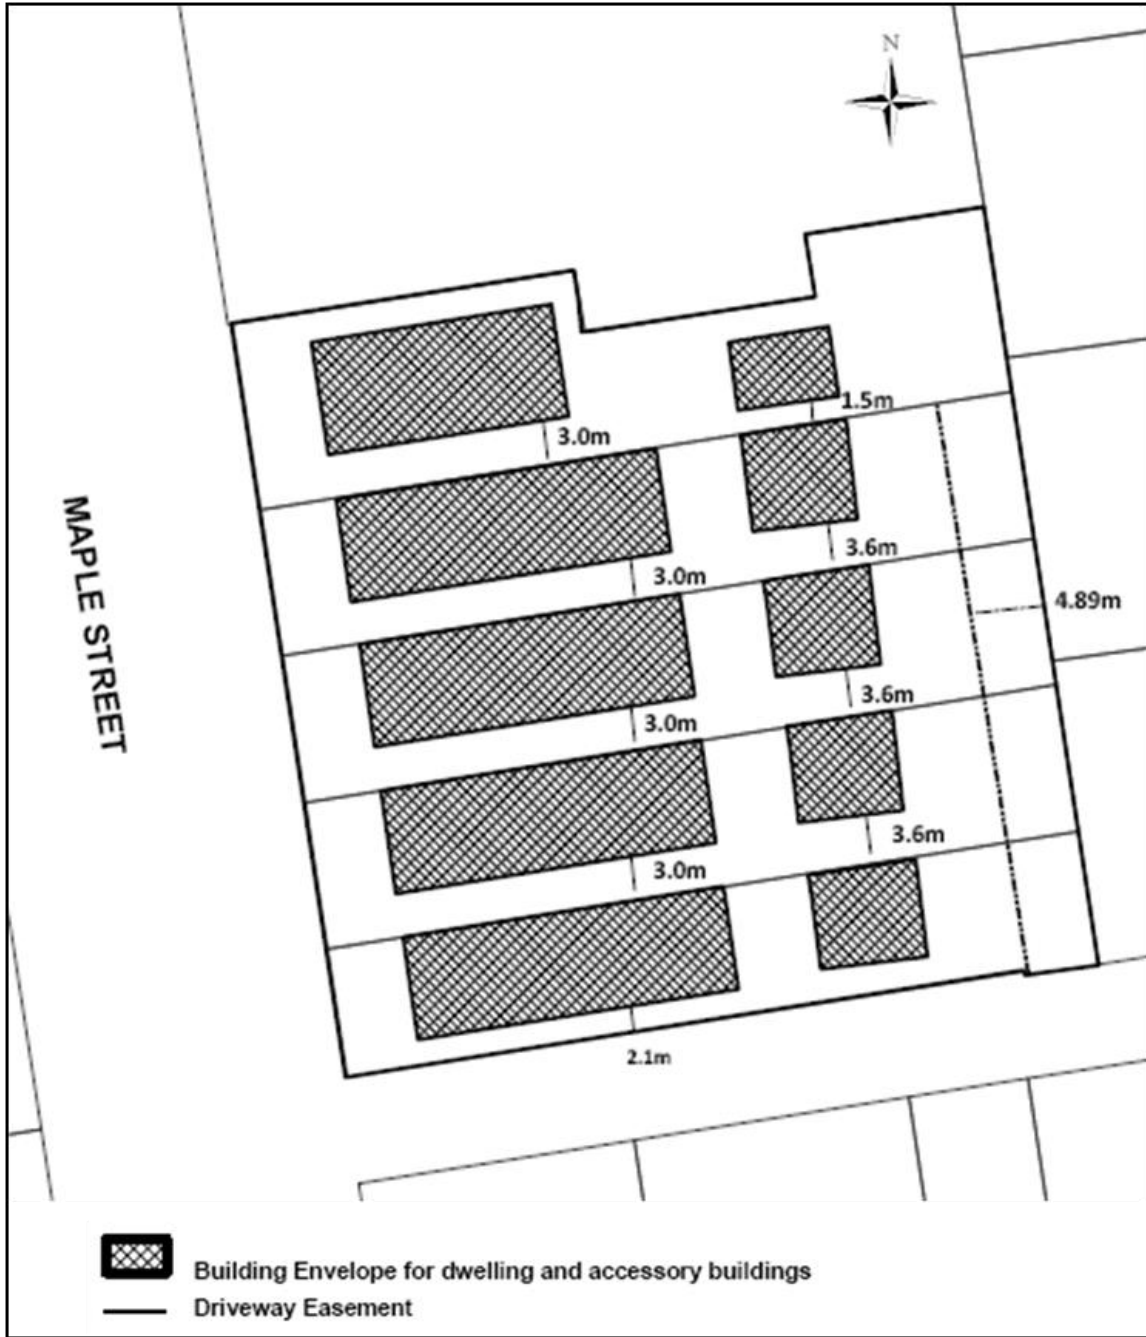 N
1.5m
3.0m
3.6m
3.0m
4.89m
3.6m
3.0m
3.6m
3.0m
2.1m
MAPLE STREET
Building Envelope for dwelling and accessory buildings
Driveway Easement